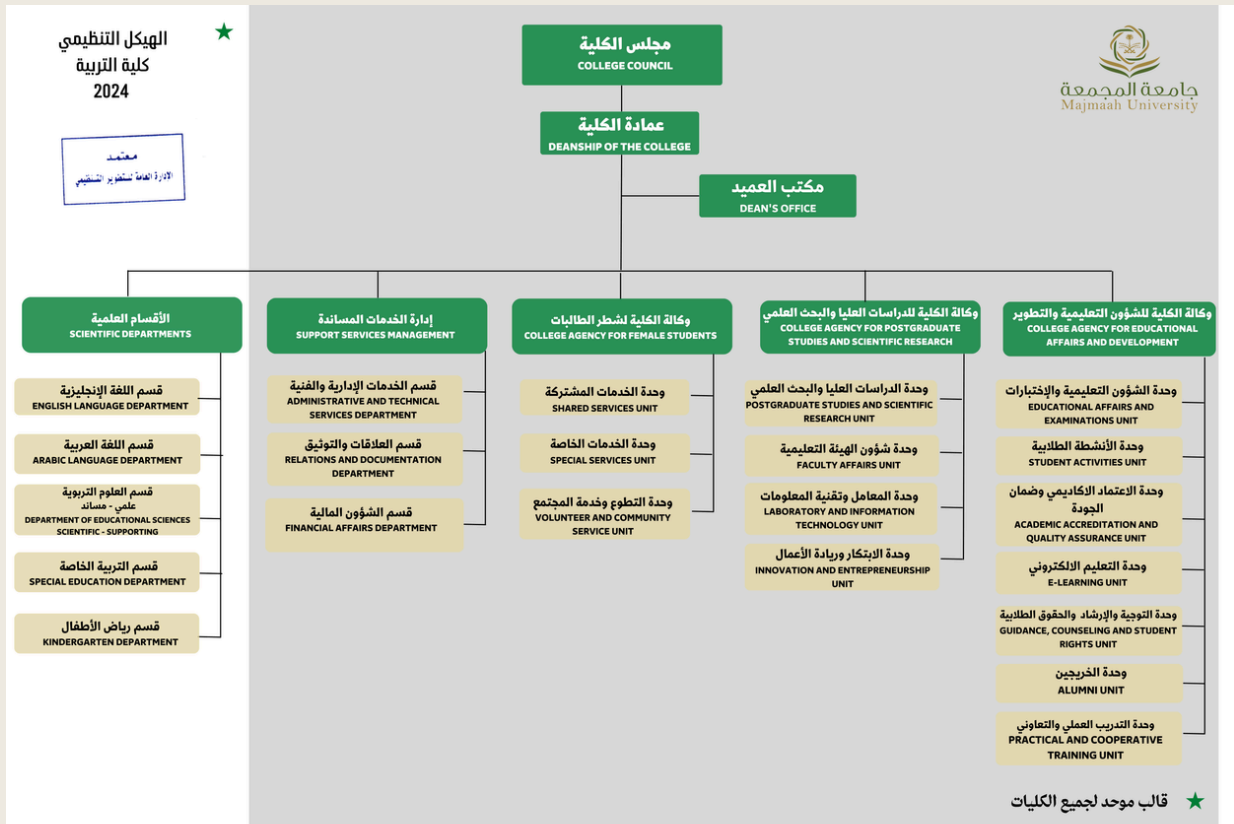 الهيكل التنظيمي
كلية التربية
2024
معتمد
الادارة العامة للتطوير التنظيمي
جامعة المجمعة
Majmaah University
مجلس الكلية
COLLEGE COUNCIL
عمادة الكلية
DEANSHIP OF THE COLLEGE
مكتب العميد
DEAN'S OFFICE
وكالة الكلية للشؤون التعليمية والتطوير
COLLEGE AGENCY FOR EDUCATIONAL
AFFAIRS AND DEVELOPMENT
وحدة الشؤون التعليمية والإختبارات
EDUCATIONAL AFFAIRS AND
EXAMINATIONS UNIT
وحدة الأنشطة الطلابية
STUDENT ACTIVITIES UNIT
وحدة الاعتماد الاكاديمي وضمان
الجودة
ACADEMIC ACCREDITATION AND
QUALITY ASSURANCE UNIT
وحدة التعليم الالكتروني
E-LEARNING UNIT
وحدة التوجية والإرشاد والحقوق الطلابية
GUIDANCE, COUNSELING AND STUDENT
RIGHTS UNIT
وحدة الخريجين
ALUMNI UNIT
وحدة التدريب العملي والتعاوني
PRACTICAL AND COOPERATIVE
TRAINING UNIT
وكالة الكلية للدراسات العليا والبحث العلمي
COLLEGE AGENCY FOR POSTGRADUATE
STUDIES AND SCIENTIFIC RESEARCH
وحدة الدراسات العليا والبحث العلمي
POSTGRADUATE STUDIES AND SCIENTIFIC
RESEARCH UNIT
وحدة شؤون الهيئة التعليمية
FACULTY AFFAIRS UNIT
وحدة المعامل وتقنية المعلومات
LABORATORY AND INFORMATION
TECHNOLOGY UNIT
وحدة الابتكار وريادة الأعمال
INNOVATION AND ENTREPRENEURSHIP
UNIT
وكالة الكلية لشطر الطالبات
COLLEGE AGENCY FOR FEMALE STUDENTS
وحدة الخدمات المشتركة
SHARED SERVICES UNIT
وحدة الخدمات الخاصة
SPECIAL SERVICES UNIT
وحدة التطوع وخدمة المجتمع
VOLUNTEER AND COMMUNITY
SERVICE UNIT
إدارة الخدمات المساندة
SUPPORT SERVICES MANAGEMENT
قسم الخدمات الإدارية والفنية
ADMINISTRATIVE AND TECHNICAL
SERVICES DEPARTMENT
قسم العلاقات والتوثيق
RELATIONS AND DOCUMENTATION
DEPARTMENT
قسم الشؤون المالية
FINANCIAL AFFAIRS DEPARTMENT
الأقسام العلمية
SCIENTIFIC DEPARTMENTS
قسم اللغة الإنجليزية
ENGLISH LANGUAGE DEPARTMENT
قسم اللغة العربية
ARABIC LANGUAGE DEPARTMENT
قسم العلوم التربوية
علمي - مساند
DEPARTMENT OF EDUCATIONAL SCIENCES
SCIENTIFIC - SUPPORTING
قسم التربية الخاصة
SPECIAL EDUCATION DEPARTMENT
قسم رياض الأطفال
KINDERGARTEN DEPARTMENT
قالب موحد لجميع الكليات